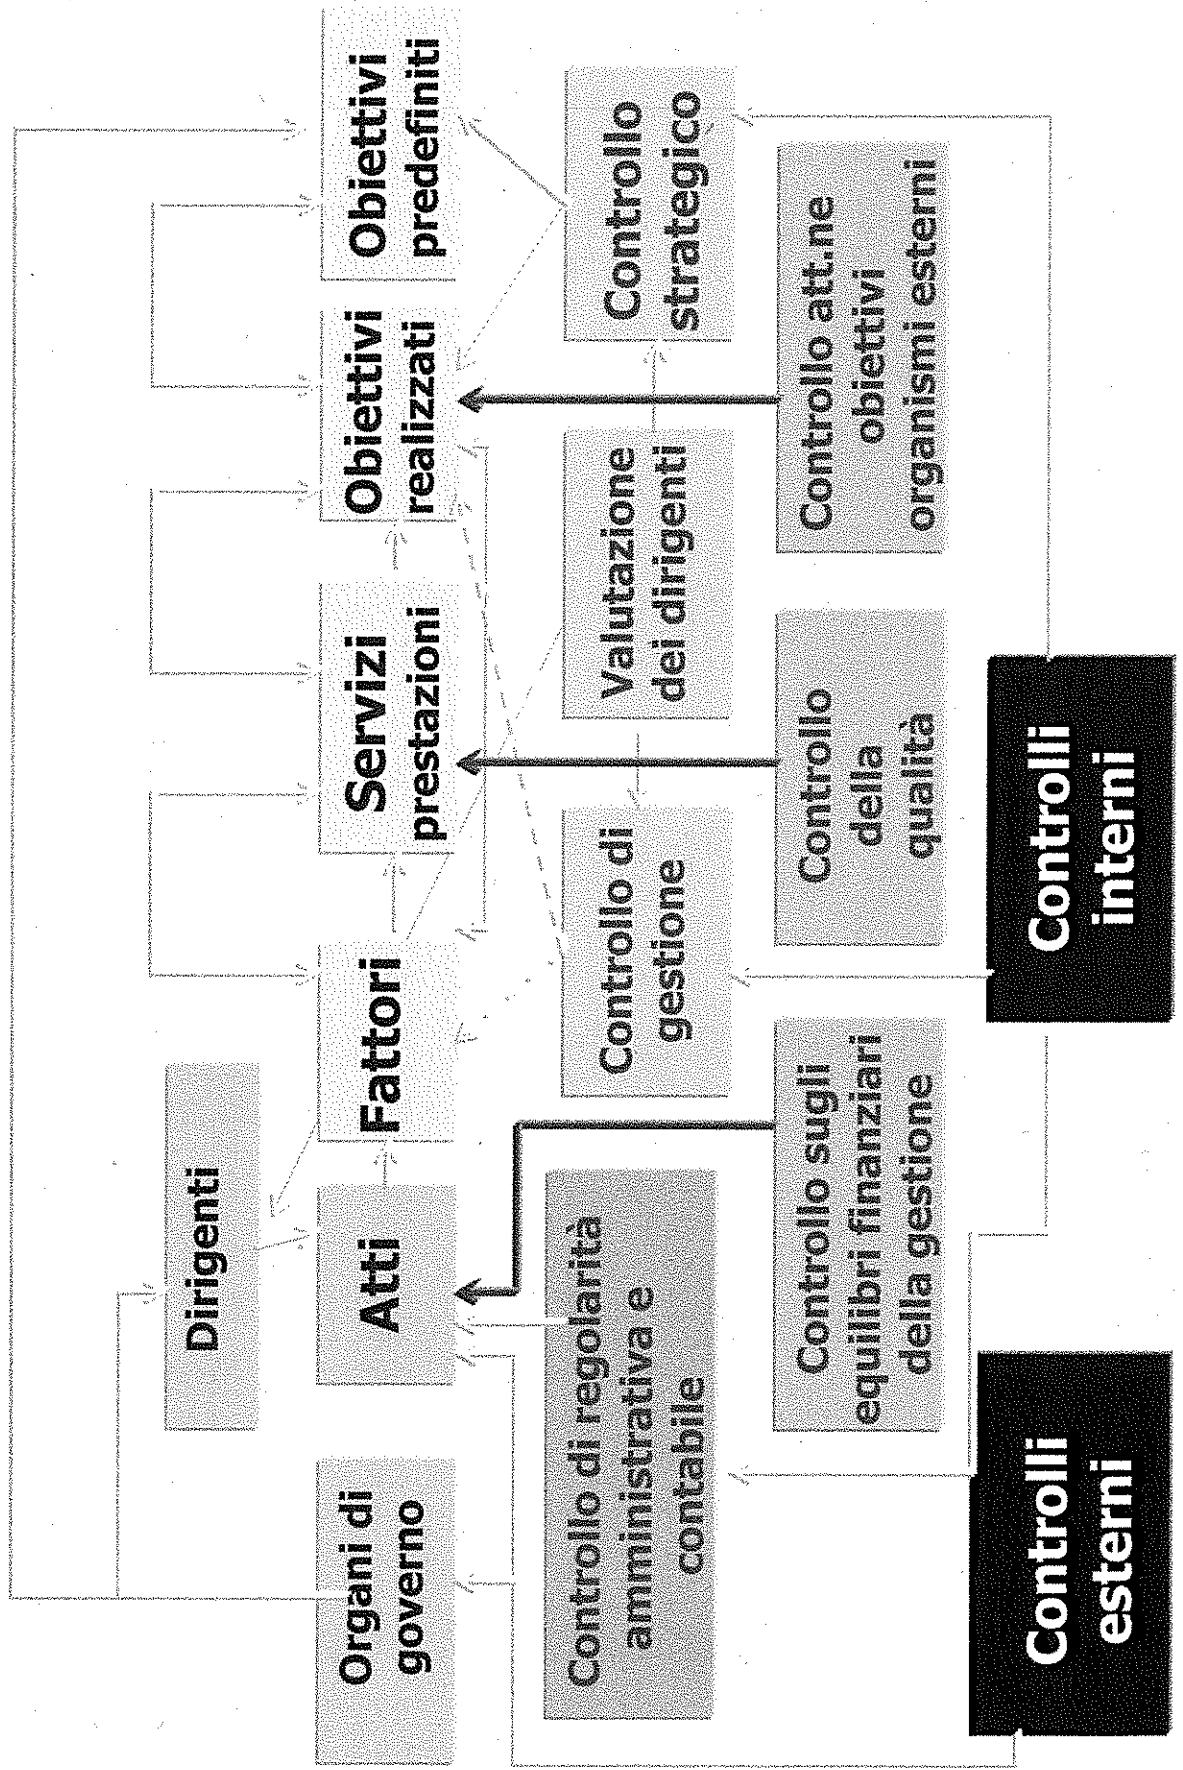 Dirigenti
Organi di
governo
Atti
Fattori
Servizi
prestazioni
Obiettivi
realizzati
Obiettivi
predefiniti
Controllo di regolarità
amministrativa e
contabile
Controllo di
gestione
Valutazione
dei dirigenti
Controllo
strategico
Controllo sugli
equilibri finanziari
della gestione
Controllo
della
qualità
Controllo att.ne
obiettivi
organismi esterni
Controlli
esterni
Controlli
interni